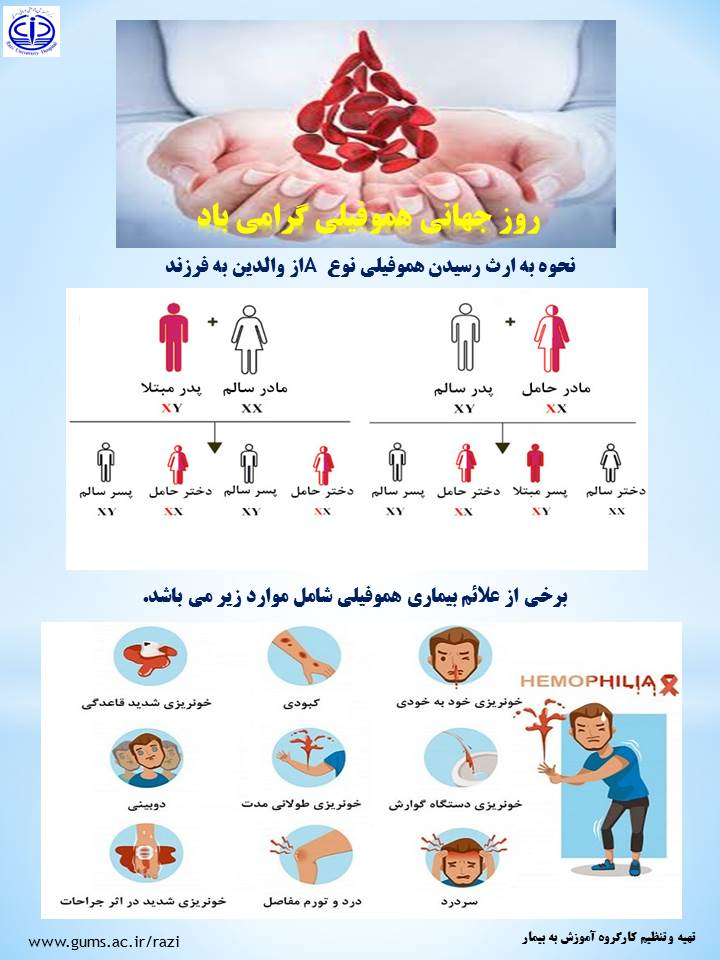 Razi University Hospital
روز جهانی هموفیلی گرامی باد
نحوه به ارث رسیدن هموفیلی نوع Aاز والدین به فرزند
مادر حامل + پدر سالم
XX XY
دختر سالم پسر مبتلا دختر حامل پسر سالم
XX XY XX XY
مادر سالم + پدر مبتلا
XX XY
دختر حامل پسر سالم دختر حامل پسر سالم
XX XY XX XY
برخی از علائم بیماری هموفیلی شامل موارد زیر می باشد.
HEMOPHILIA
خونریزی خود به خودی
کبودی
خونریزی شدید قاعدگی
خونریزی دستگاه گوارش
خونریزی طولانی مدت
دوبینی
سردرد
درد و تورم مفاصل
خونریزی شدید در اثر جراحات
تهیه وتنظیم کارگروه آموزش به بیمار
www.gums.ac.ir/razi